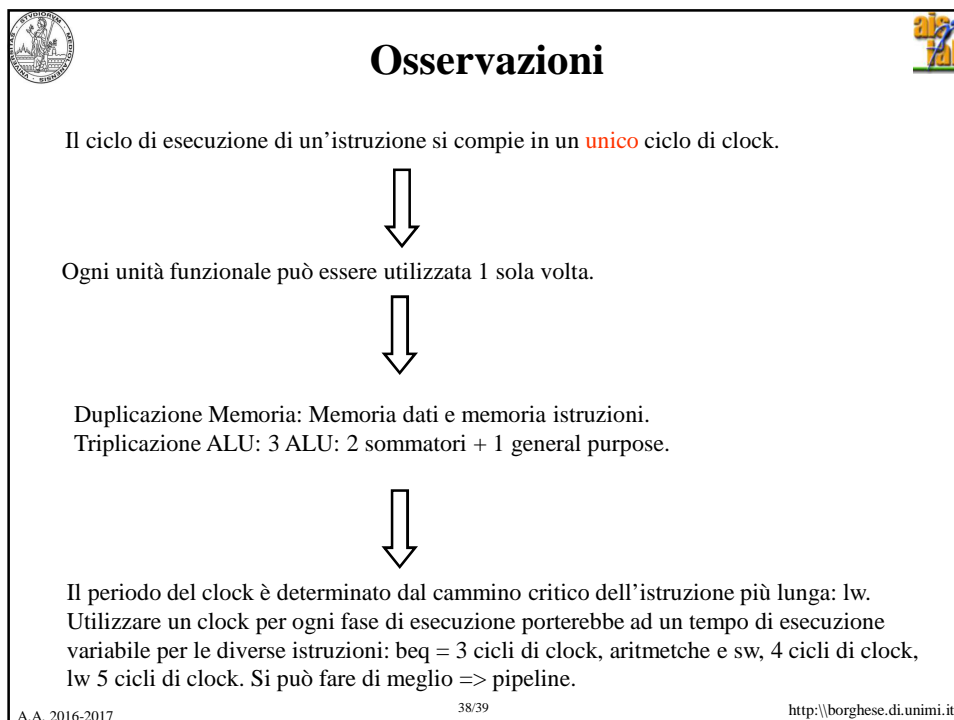 Osservazioni
Il ciclo di esecuzione di un'istruzione si compie in un unico ciclo di clock.
Ogni unità funzionale può essere utilizzata 1 sola volta.
Duplicazione Memoria: Memoria dati e memoria istruzioni.
Triplicazione ALU: 3 ALU: 2 sommatori + 1 general purpose.
Il periodo del clock è determinato dal cammino critico dell'istruzione più lunga: lw.
Utilizzare un clock per ogni fase di esecuzione porterebbe ad un tempo di esecuzione
variabile per le diverse istruzioni: beq = 3 cicli di clock, aritmetche e sw, 4 cicli di clock,
lw 5 cicli di clock. Si può fare di meglio => pipeline.
A.A. 2016-2017
38/39
http:\\borghese.di.unimi.it